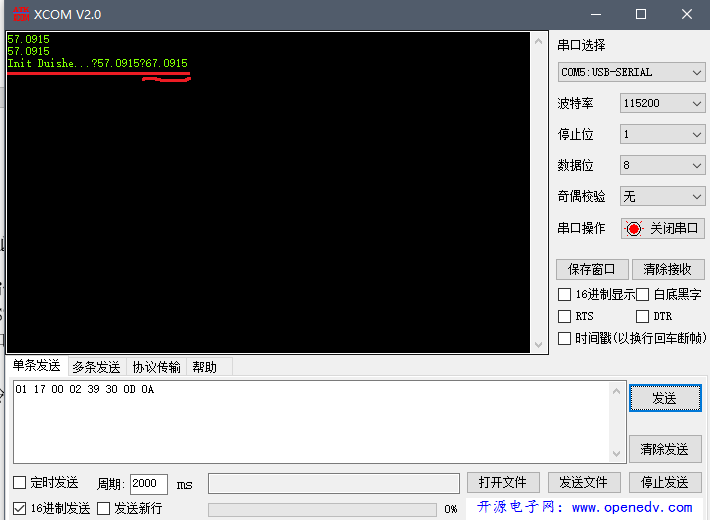 XCOM V2.0
57.0915
57.0915
Init Duishe...?57.0915?67.0915
串口选择
COM5:USB-SERIAL
波特率 115200
停止位 1
数据位 8
奇偶校验 无
串口操作 关闭串口
保存窗口 清除接收
16进制显示 白底黑字
RTS DTR
时间戳(以换行回车断帧)
单条发送 多条发送 协议传输 帮助
01 17 00 02 39 30 0D 0A
发送
清除发送
定时发送 周期: 2000 ms 打开文件 发送文件 停止发送
16进制发送 发送新行 0% 开源电子网：www.openedv.com